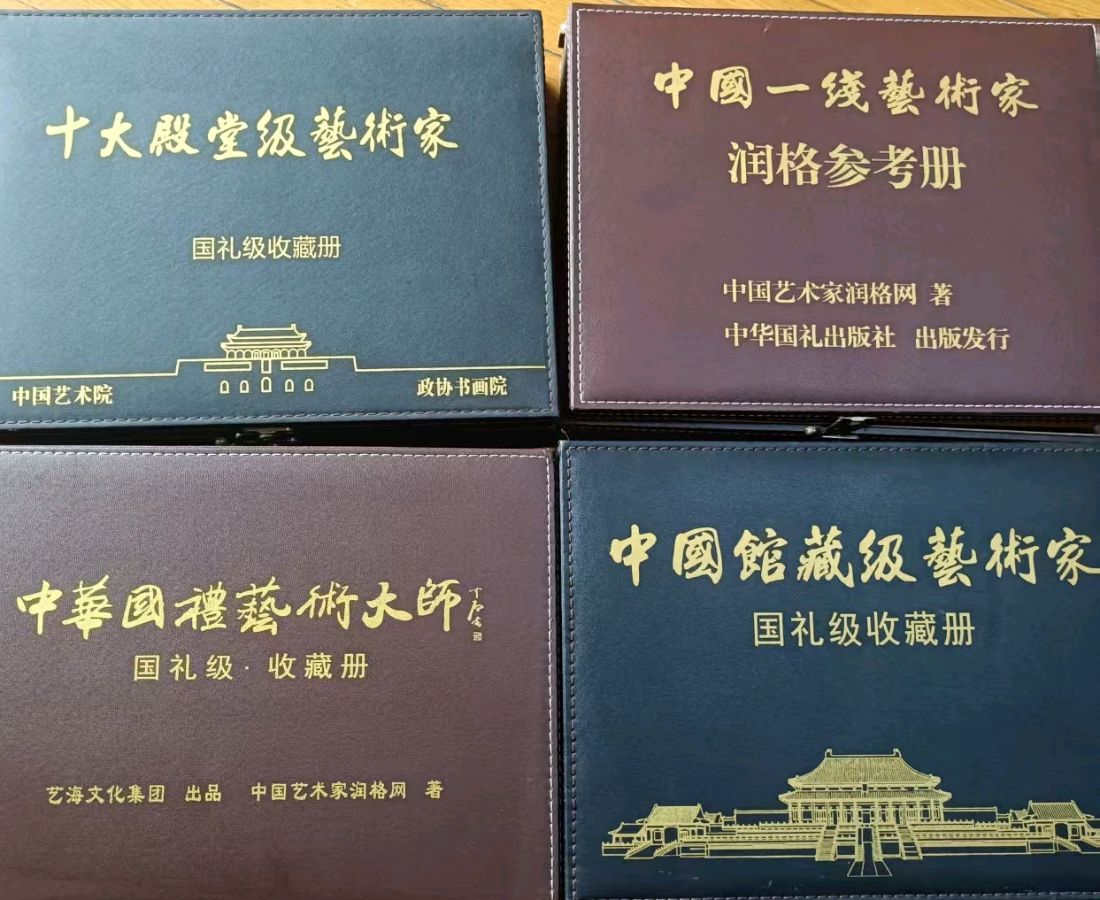 十大殿堂级藝術家
国礼级收藏册
中国艺术院
政协书画院
中國一线藝術家
润格参考册
中国艺术家润格网 著
中华国礼出版社 出版发行
中華國禮藝術大師
国礼级·收藏册
艺海文化集团 出品 中国艺术家润格网 著
中國館藏级藝術家
国礼级收藏册